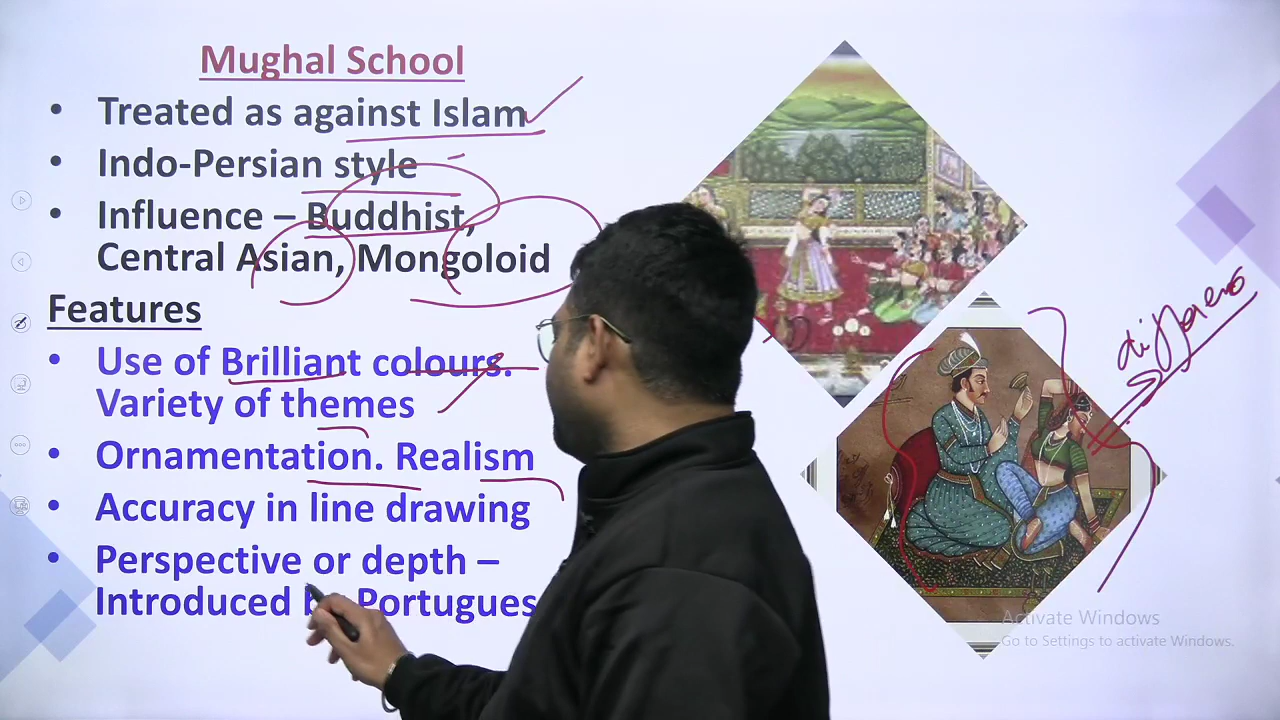 Mughal School
• Treated as against Islam
• Indo-Persian style
• Influence – Buddhist,
Central Asian, Mongoloid
Features
• Use of Brilliant colours.
Variety of themes
• Ornamentation. Realism
• Accuracy in line drawing
• Perspective or depth –
Introduced by Portugues
Activate Windows
Go to Settings to activate Windows.